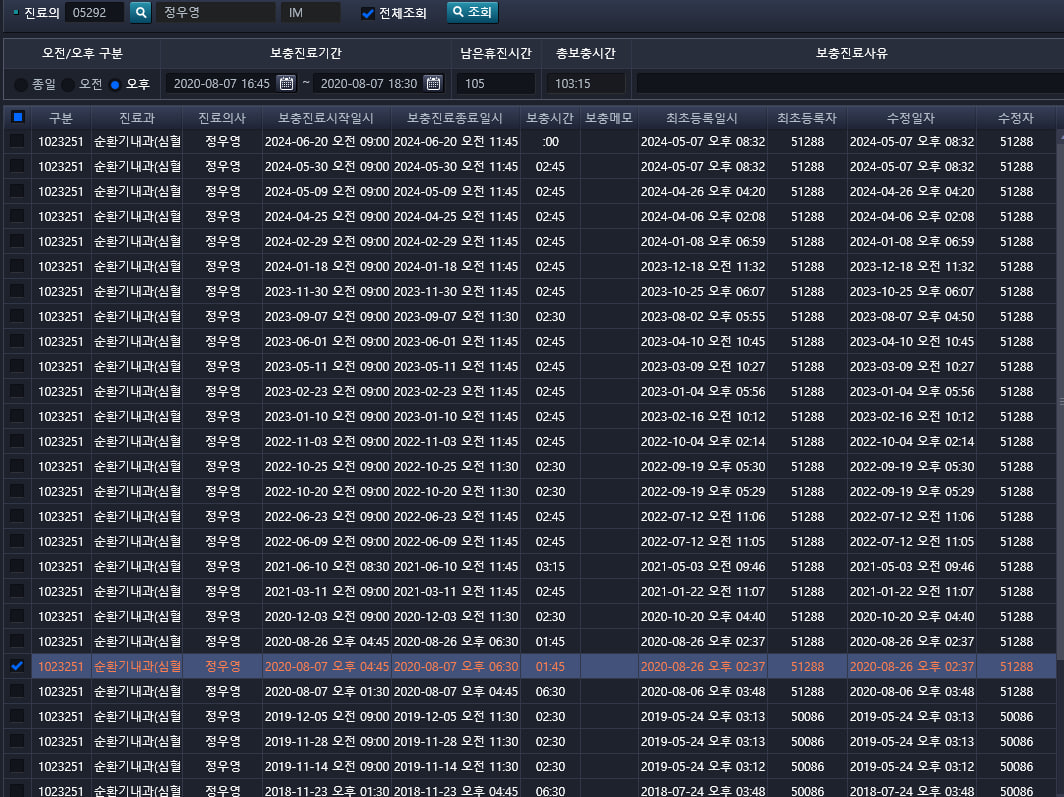 진료의 05292 정우영 IM 전체조회 조회
오전/오후 구분 보충진료기간 남은휴진시간 총보충시간 보충진료사유
종일 오전 오후 2020-08-07 16:45 ~ 2020-08-07 18:30 105 103:15
구분 진료과 진료의사 보충진료시작일시 보충진료종료일시 보충시간 보충메모 최초등록일시 최초등록자 수정일자 수정자
1023251 순환기내과(심혈 정우영 2024-06-20 오전 09:00 2024-06-20 오전 11:45 :00 2024-05-07 오후 08:32 51288 2024-05-07 오후 08:32 51288
1023251 순환기내과(심혈 정우영 2024-05-30 오전 09:00 2024-05-30 오전 11:45 02:45 2024-05-07 오후 08:32 51288 2024-05-07 오후 08:32 51288
1023251 순환기내과(심혈 정우영 2024-05-09 오전 09:00 2024-05-09 오전 11:45 02:45 2024-04-26 오후 04:20 51288 2024-04-26 오후 04:20 51288
1023251 순환기내과(심혈 정우영 2024-04-25 오전 09:00 2024-04-25 오전 11:45 02:45 2024-04-06 오후 02:08 51288 2024-04-06 오후 02:08 51288
1023251 순환기내과(심혈 정우영 2024-02-29 오전 09:00 2024-02-29 오전 11:45 02:45 2024-01-08 오후 06:59 51288 2024-01-08 오후 06:59 51288
1023251 순환기내과(심혈 정우영 2024-01-18 오전 09:00 2024-01-18 오전 11:45 02:45 2023-12-18 오전 11:32 51288 2023-12-18 오전 11:32 51288
1023251 순환기내과(심혈 정우영 2023-11-30 오전 09:00 2023-11-30 오전 11:45 02:45 2023-10-25 오후 06:07 51288 2023-10-25 오후 06:07 51288
1023251 순환기내과(심혈 정우영 2023-09-07 오전 09:00 2023-09-07 오전 11:30 02:30 2023-08-02 오후 05:55 51288 2023-08-07 오후 04:50 51288
1023251 순환기내과(심혈 정우영 2023-06-01 오전 09:00 2023-06-01 오전 11:45 02:45 2023-04-10 오전 10:45 51288 2023-04-10 오전 10:45 51288
1023251 순환기내과(심혈 정우영 2023-05-11 오전 09:00 2023-05-11 오전 11:45 02:45 2023-03-09 오전 10:27 51288 2023-03-09 오전 10:27 51288
1023251 순환기내과(심혈 정우영 2023-02-23 오전 09:00 2023-02-23 오전 11:45 02:45 2023-01-04 오후 05:56 51288 2023-01-04 오후 05:56 51288
1023251 순환기내과(심혈 정우영 2023-01-10 오전 09:00 2023-01-10 오전 11:45 02:45 2023-02-16 오전 10:12 51288 2023-02-16 오전 10:12 51288
1023251 순환기내과(심혈 정우영 2022-11-03 오전 09:00 2022-11-03 오전 11:45 02:45 2022-10-04 오후 02:14 51288 2022-10-04 오후 02:14 51288
1023251 순환기내과(심혈 정우영 2022-10-25 오전 09:00 2022-10-25 오전 11:30 02:30 2022-09-19 오후 05:30 51288 2022-09-19 오후 05:30 51288
1023251 순환기내과(심혈 정우영 2022-10-20 오전 09:00 2022-10-20 오전 11:30 02:30 2022-09-19 오후 05:29 51288 2022-09-19 오후 05:29 51288
1023251 순환기내과(심혈 정우영 2022-06-23 오전 09:00 2022-06-23 오전 11:45 02:45 2022-07-12 오전 11:06 51288 2022-07-12 오전 11:06 51288
1023251 순환기내과(심혈 정우영 2022-06-09 오전 09:00 2022-06-09 오전 11:45 02:45 2022-07-12 오전 11:05 51288 2022-07-12 오전 11:05 51288
1023251 순환기내과(심혈 정우영 2021-06-10 오전 08:30 2021-06-10 오전 11:45 03:15 2021-05-03 오전 09:46 51288 2021-05-03 오전 09:46 51288
1023251 순환기내과(심혈 정우영 2021-03-11 오전 09:00 2021-03-11 오전 11:45 02:45 2021-01-22 오전 11:07 51288 2021-01-22 오전 11:07 51288
1023251 순환기내과(심혈 정우영 2020-12-03 오전 09:00 2020-12-03 오전 11:30 02:30 2020-10-20 오후 04:40 51288 2020-10-20 오후 04:40 51288
1023251 순환기내과(심혈 정우영 2020-08-26 오후 04:45 2020-08-26 오후 06:30 01:45 2020-08-26 오후 02:37 51288 2020-08-26 오후 02:37 51288
1023251 순환기내과(심혈 정우영 2020-08-07 오후 04:45 2020-08-07 오후 06:30 01:45 2020-08-26 오후 02:37 51288 2020-08-26 오후 02:37 51288
1023251 순환기내과(심혈 정우영 2020-08-07 오후 01:30 2020-08-07 오후 04:45 06:30 2020-08-06 오후 03:48 51288 2020-08-06 오후 03:48 51288
1023251 순환기내과(심혈 정우영 2019-12-05 오전 09:00 2019-12-05 오전 11:30 02:30 2019-05-24 오후 03:13 50086 2019-05-24 오후 03:13 50086
1023251 순환기내과(심혈 정우영 2019-11-28 오전 09:00 2019-11-28 오전 11:30 02:30 2019-05-24 오후 03:13 50086 2019-05-24 오후 03:13 50086
1023251 순환기내과(심혈 정우영 2019-11-14 오전 09:00 2019-11-14 오전 11:30 02:30 2019-05-24 오후 03:12 50086 2019-05-24 오후 03:12 50086
1023251 순환기내과(심혈 정우영 2018-11-23 오후 01:30 2018-11-23 오후 04:45 06:30 2018-07-24 오후 03:48 50086 2018-07-24 오후 03:48 50086